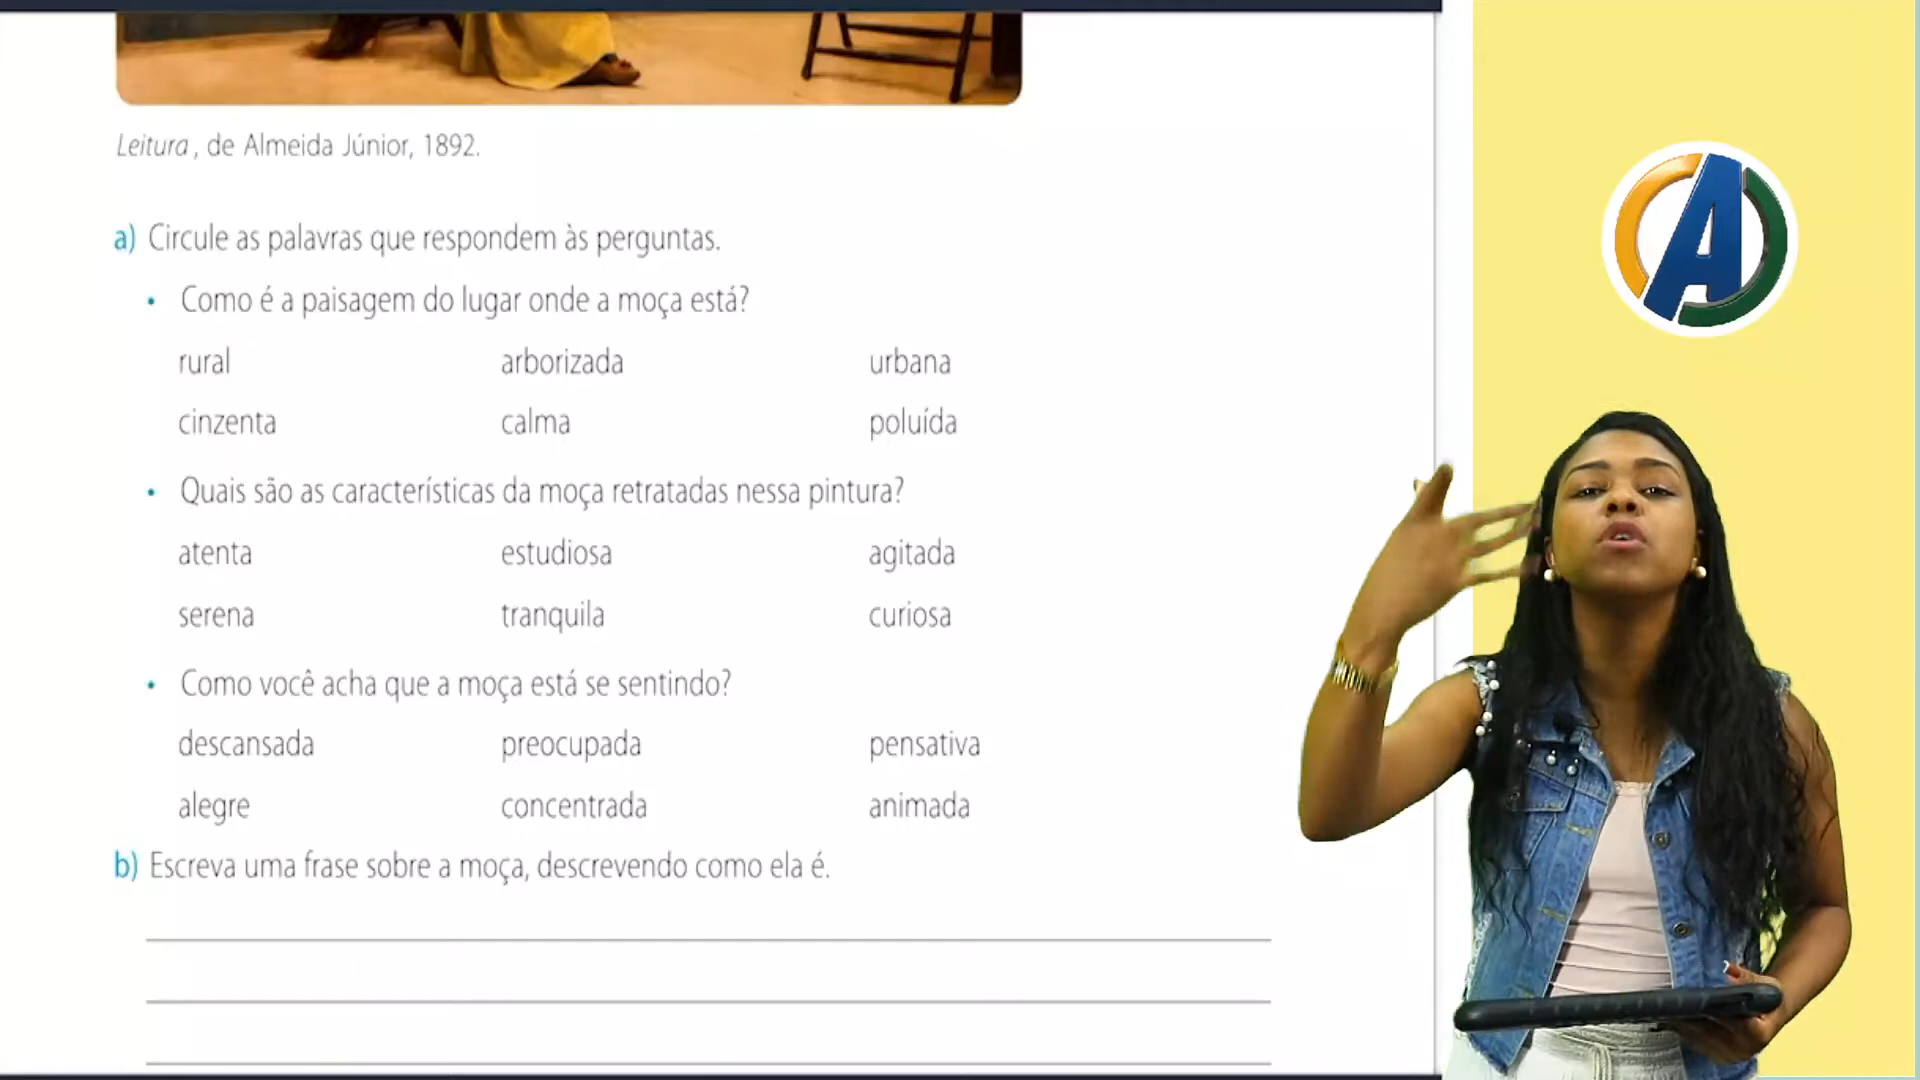 Leitura, de Almeida Júnior, 1892.
a) Circule as palavras que respondem às perguntas.
• Como é a paisagem do lugar onde a moça está?
rural arborizada urbana
cinzenta calma poluída
• Quais são as características da moça retratadas nessa pintura?
atenta estudiosa agitada
serena tranquila curiosa
• Como você acha que a moça está se sentindo?
descansada preocupada pensativa
alegre concentrada animada
b) Escreva uma frase sobre a moça, descrevendo como ela é.
A